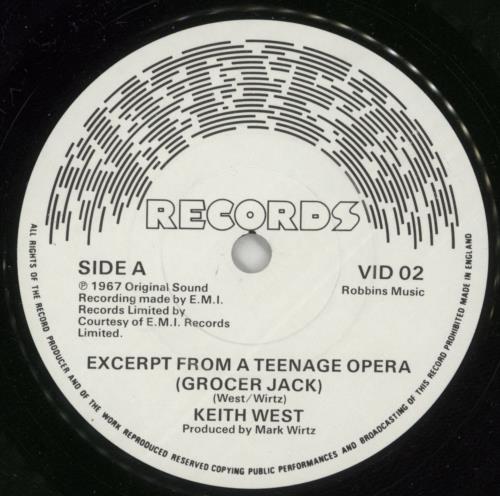 RECORDS
SIDE A
VID 02
℗ 1967 Original Sound
Recording made by E.M.I.
Records Limited by
Courtesy of E.M.I. Records
Limited.
Robbins Music
EXCERPT FROM A TEENAGE OPERA
(GROCER JACK)
(West/Wirtz)
KEITH WEST
Produced by Mark Wirtz
ALL RIGHTS OF THE RECORD PRODUCER AND OF THE WORK REPRODUCED RESERVED COPYING PUBLIC PERFORMANCES AND BROADCASTING OF THIS RECORD PROHIBITED MADE IN ENGLAND